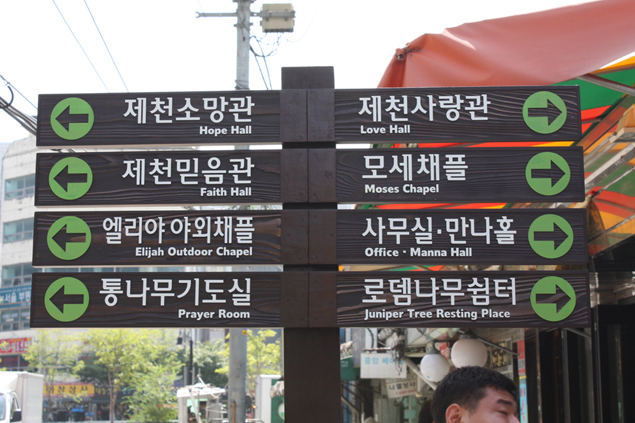 제천소망관
Hope Hall
제천믿음관
Faith Hall
엘리야 야외채플
Elijah Outdoor Chapel
통나무기도실
Prayer Room
제천사랑관
Love Hall
모세채플
Moses Chapel
사무실·만나홀
Office · Manna Hall
로뎀나무쉼터
Juniper Tree Resting Place